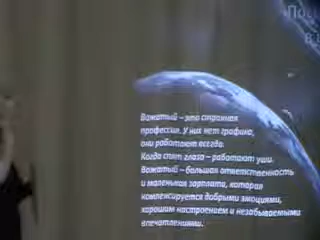 Вожатый – это странная
профессия. У них нет графика,
они работают всегда.
Когда спят глаза – работают уши.
Вожатый – большая ответственность
и маленькая зарплата, которая
компенсируется добрыми эмоциями,
хорошим настроением и незабываемыми
впечатлениями.